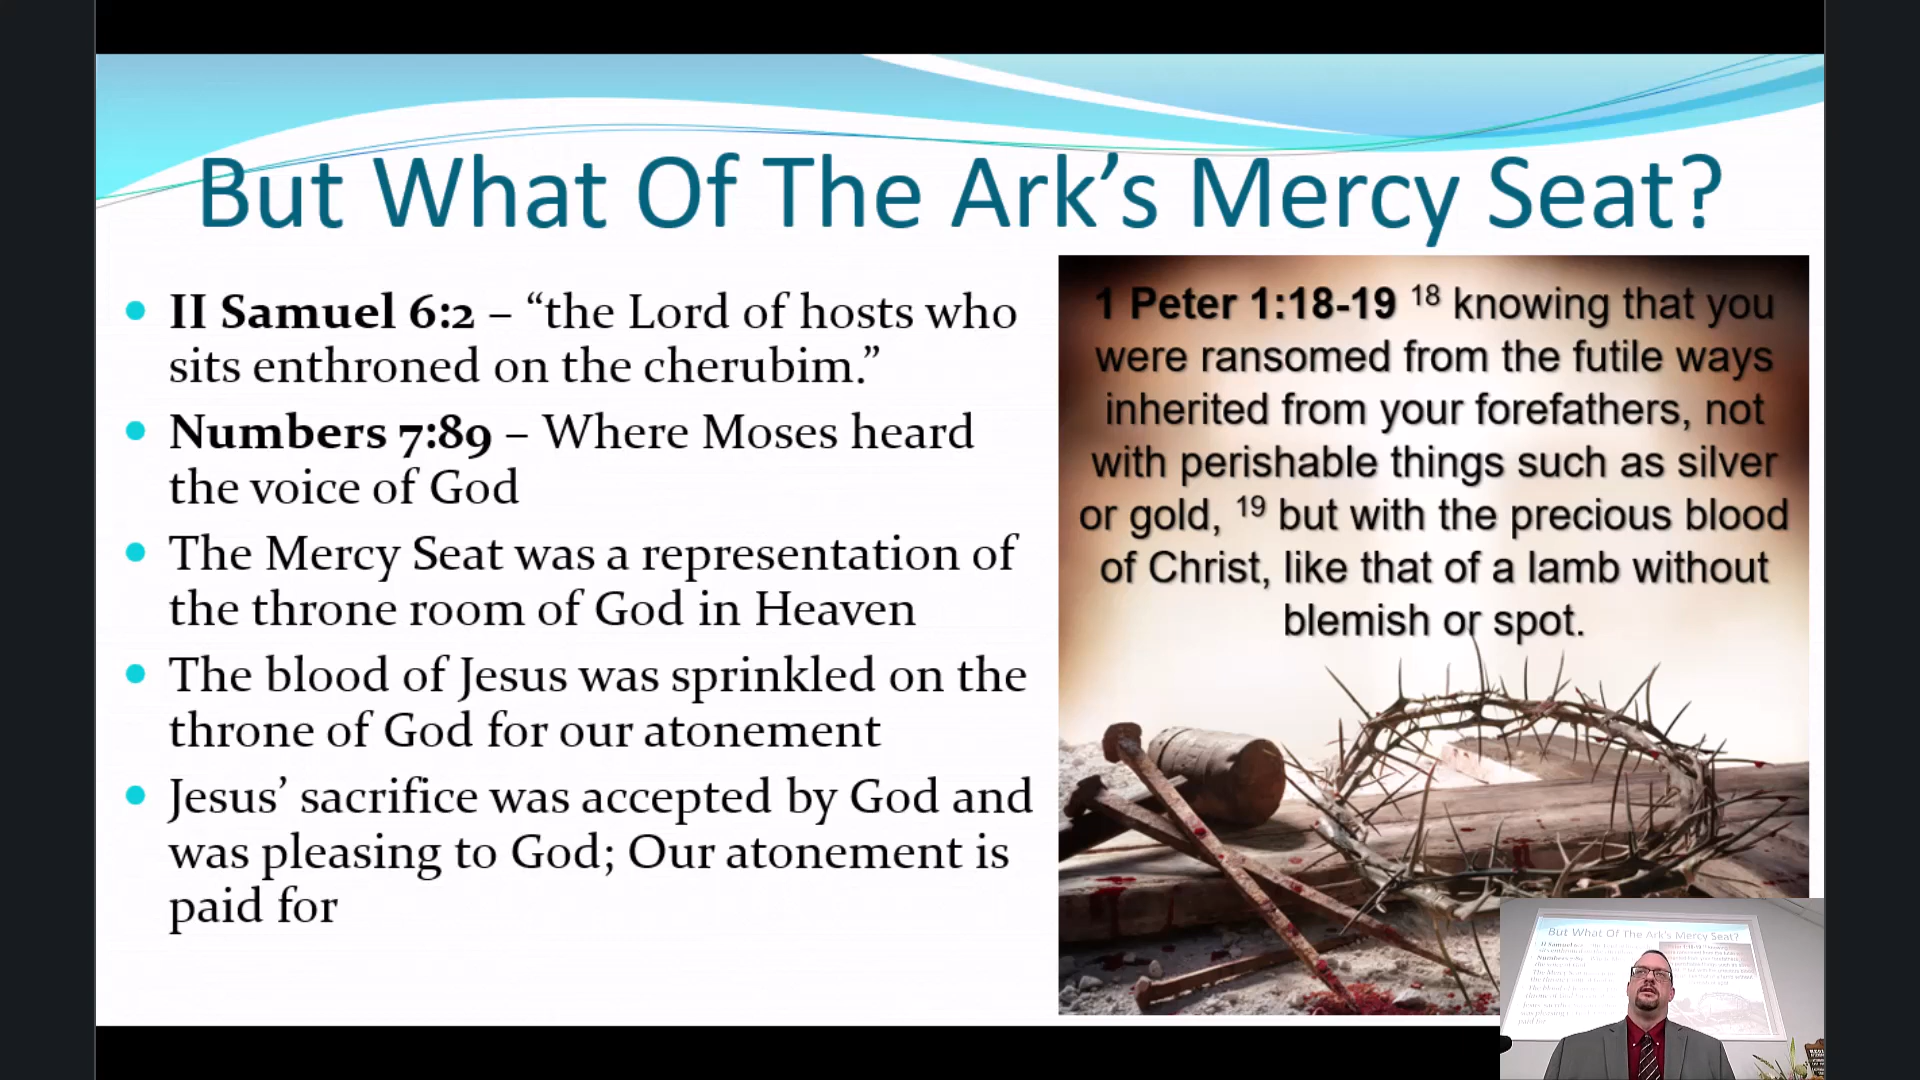 But What Of The Ark’s Mercy Seat?
• II Samuel 6:2 – “the Lord of hosts who
sits enthroned on the cherubim.”
• Numbers 7:89 – Where Moses heard
the voice of God
• The Mercy Seat was a representation of
the throne room of God in Heaven
• The blood of Jesus was sprinkled on the
throne of God for our atonement
• Jesus’ sacrifice was accepted by God and
was pleasing to God; Our atonement is
paid for
1 Peter 1:18-19 18 knowing that you
were ransomed from the futile ways
inherited from your forefathers, not
with perishable things such as silver
or gold, 19 but with the precious blood
of Christ, like that of a lamb without
blemish or spot.
But What Of The Ark's Mercy Seat?